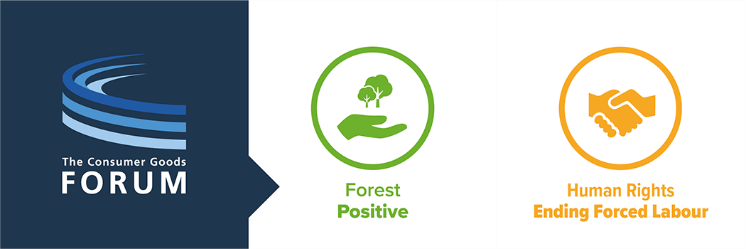 The Consumer Goods
FORUM
Forest
Positive
Human Rights
Ending Forced Labour